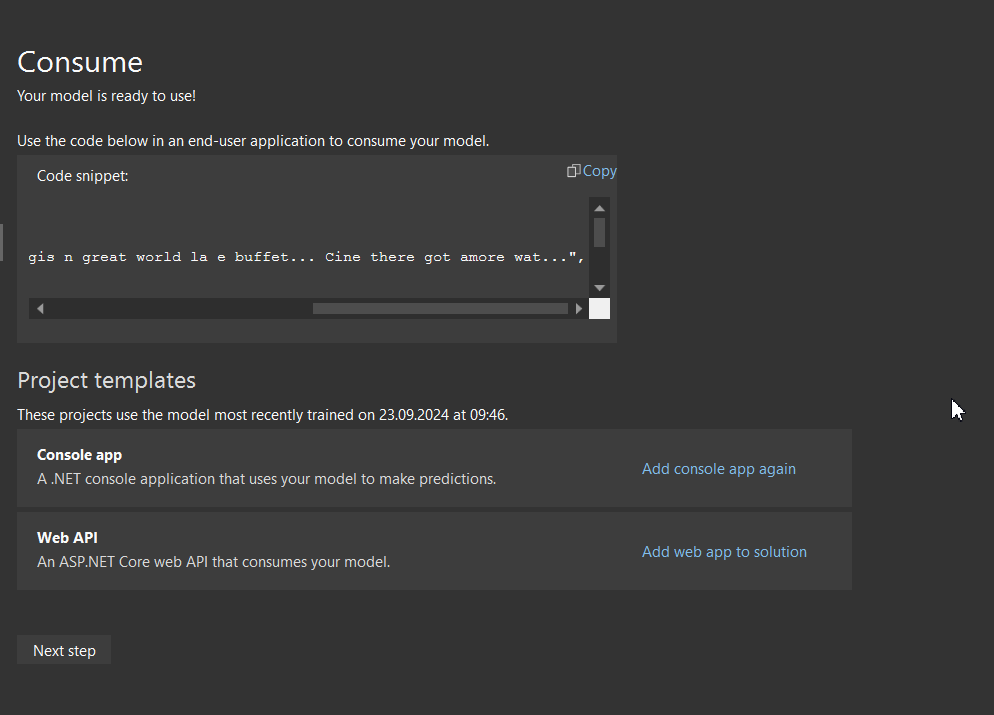 Consume
Your model is ready to use!
Use the code below in an end-user application to consume your model.
Code snippet:
Copy
gis n great world la e buffet... Cine there got amore wat...",
Project templates
These projects use the model most recently trained on 23.09.2024 at 09:46.
Console app
A .NET console application that uses your model to make predictions.
Add console app again
Web API
An ASP.NET Core web API that consumes your model.
Add web app to solution
Next step